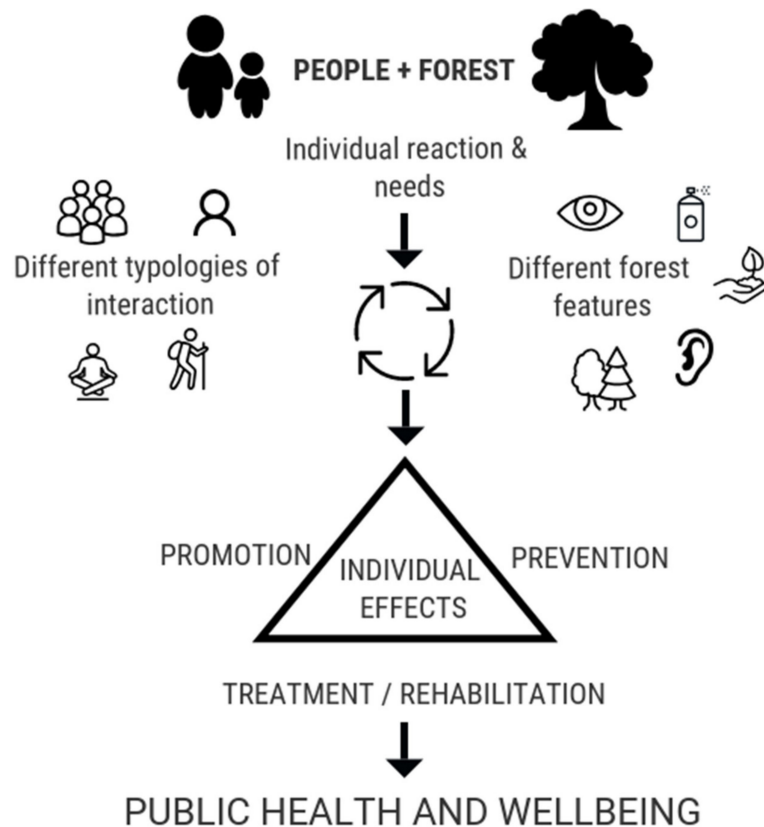 PEOPLE + FOREST
Individual reaction &
needs
Different typologies of
interaction
Different forest
features
PROMOTION
INDIVIDUAL
EFFECTS
PREVENTION
TREATMENT / REHABILITATION
PUBLIC HEALTH AND WELLBEING